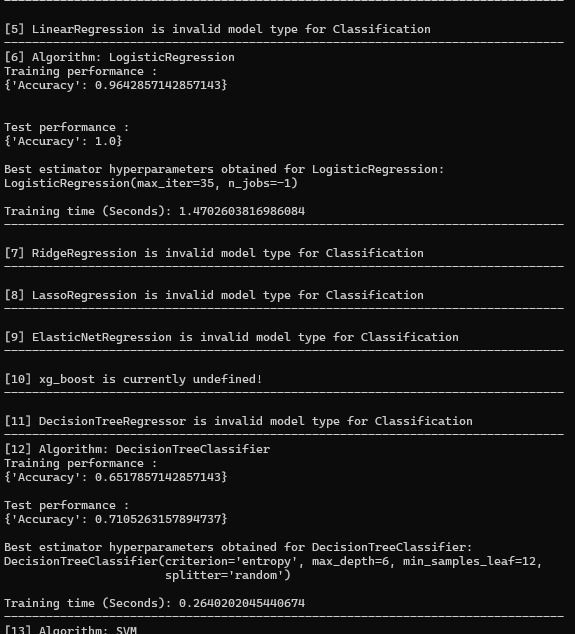 [5] LinearRegression is invalid model type for Classification
[6] Algorithm: LogisticRegression
Training performance :
{'Accuracy': 0.9642857142857143}
Test performance :
{'Accuracy': 1.0}
Best estimator hyperparameters obtained for LogisticRegression:
LogisticRegression(max_iter=35, n_jobs=-1)
Training time (Seconds): 1.4702603816986084
[7] RidgeRegression is invalid model type for Classification
[8] LassoRegression is invalid model type for Classification
[9] ElasticNetRegression is invalid model type for Classification
[10] xg_boost is currently undefined!
[11] DecisionTreeRegressor is invalid model type for Classification
[12] Algorithm: DecisionTreeClassifier
Training performance :
{'Accuracy': 0.6517857142857143}
Test performance :
{'Accuracy': 0.7105263157894737}
Best estimator hyperparameters obtained for DecisionTreeClassifier:
DecisionTreeClassifier(criterion='entropy', max_depth=6, min_samples_leaf=12,
splitter='random')
Training time (Seconds): 0.2640202045440674
[13] Algorithm: SVM